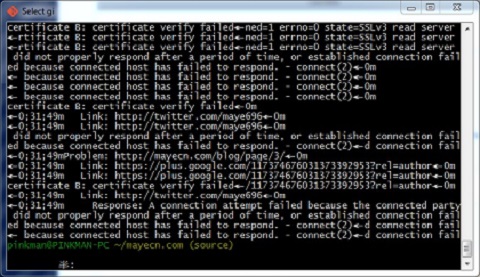 Select gi
certificate B: certificate verify failed←ned=1 errno=0 state=SSLv3 read server
←rtificate B: certificate verify failed←ned=1 errno=0 state=SSLv3 read server
←rtificate B: certificate verify failed←ned=1 errno=0 state=SSLv3 read server
did not properly respond after a period of time, or established connection fail
ed because connected host has failed to respond. - connect(2)←0m
← because connected host has failed to respond. - connect(2)←0m
← because connected host has failed to respond. - connect(2)←0m
certificate B: certificate verify failed←0m
←0;31;49m Link: http://twitter.com/maye696←0m
←0;31;49m Link: http://twitter.com/maye696←0m
did not properly respond after a period of time, or established connection fail
ed because connected host has failed to respond. - connect(2)←0m
←0;31;49mProblem: http://mayecn.com/blog/page/3/←0m
←0;31;49m Link: https://plus.google.com/117374676031373392953?rel=author←0m
←0;31;49m Link: https://plus.google.com/117374676031373392953?rel=author←0m
certificate B: certificate verify failed←/117374676031373392953?rel=author←0m
←0;31;49m Link: http://twitter.com/maye696←0m
←0;31;49m Response: A connection attempt failed because the connected party
did not properly respond after a period of time, or established connection fail
ed because connected host has failed to respond. - connect(2)←d connection fail
← because connected host has failed to respond. - connect(2)←d connection fail
pinkman@PINKMAN-PC ~/mayecn.com (source)
半: